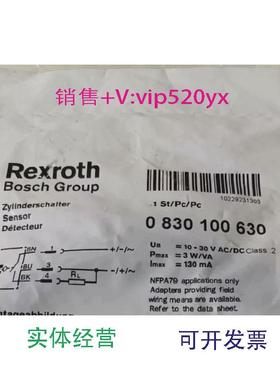 销售+V:vip520yx
Rexroth
Bosch Group
1 St/Pc/Pc
Zylinderschalter
Sensor
Détecteur
0 830 100 630
BN 1 +/-/~
BU 3
BK 4 RL -/+/~
Un = 10 - 30 V AC/DC Class 2
Pmax = 3 W/VA
Imax = 130 mA
NFPA79 applications only
Adapters providing field
wiring means are available.
Refer to the data sheet.
实体经营 可开发票